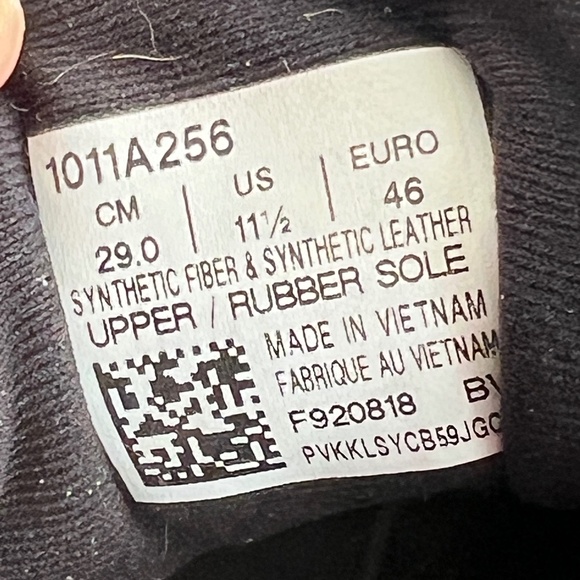 1011A256
CM | US | EURO
29.0 | 11½ | 46
SYNTHETIC FIBER & SYNTHETIC LEATHER
UPPER / RUBBER SOLE
MADE IN VIETNAM
FABRIQUE AU VIETNAM
F920818 BV
PVKKLSYCB59JGC